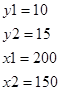 y1 = 10
y2 = 15
x1 = 200
x2 = 150